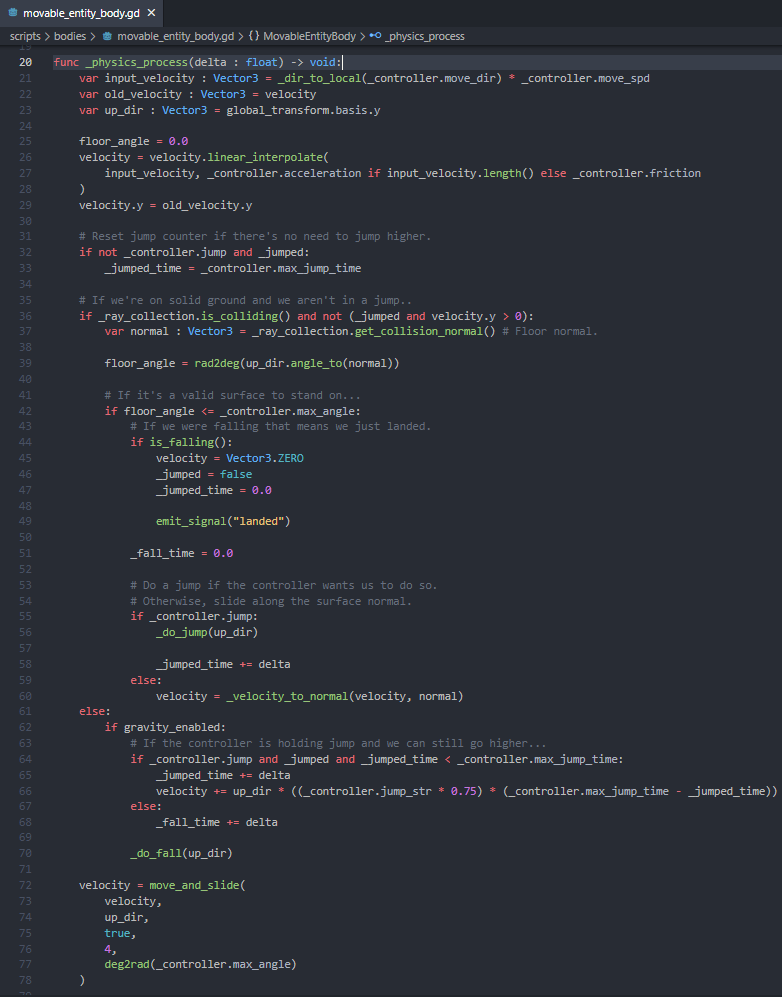 movable_entity_body.gd ×
scripts > bodies > movable_entity_body.gd > {} MovableEntityBody > _physics_process
19
20 func _physics_process(delta : float) -> void:
21 var input_velocity : Vector3 = _dir_to_local(_controller.move_dir) * _controller.move_spd
22 var old_velocity : Vector3 = velocity
23 var up_dir : Vector3 = global_transform.basis.y
24
25 floor_angle = 0.0
26 velocity = velocity.linear_interpolate(
27 input_velocity, _controller.acceleration if input_velocity.length() else _controller.friction
28 )
29 velocity.y = old_velocity.y
30
31 # Reset jump counter if there's no need to jump higher.
32 if not _controller.jump and _jumped:
33 _jumped_time = _controller.max_jump_time
34
35 # If we're on solid ground and we aren't in a jump..
36 if _ray_collection.is_colliding() and not (_jumped and velocity.y > 0):
37 var normal : Vector3 = _ray_collection.get_collision_normal() # Floor normal.
38
39 floor_angle = rad2deg(up_dir.angle_to(normal))
40
41 # If it's a valid surface to stand on...
42 if floor_angle <= _controller.max_angle:
43 # If we were falling that means we just landed.
44 if is_falling():
45 velocity = Vector3.ZERO
46 _jumped = false
47 _jumped_time = 0.0
48
49 emit_signal("landed")
50
51 _fall_time = 0.0
52
53 # Do a jump if the controller wants us to do so.
54 # Otherwise, slide along the surface normal.
55 if _controller.jump:
56 _do_jump(up_dir)
57
58 _jumped_time += delta
59 else:
60 velocity = _velocity_to_normal(velocity, normal)
61 else:
62 if gravity_enabled:
63 # If the controller is holding jump and we can still go higher...
64 if _controller.jump and _jumped and _jumped_time < _controller.max_jump_time:
65 _jumped_time += delta
66 velocity += up_dir * ((_controller.jump_str * 0.75) * (_controller.max_jump_time - _jumped_time))
67 else:
68 _fall_time += delta
69
70 _do_fall(up_dir)
71
72 velocity = move_and_slide(
73 velocity,
74 up_dir,
75 true,
76 4,
77 deg2rad(_controller.max_angle)
78 )
79